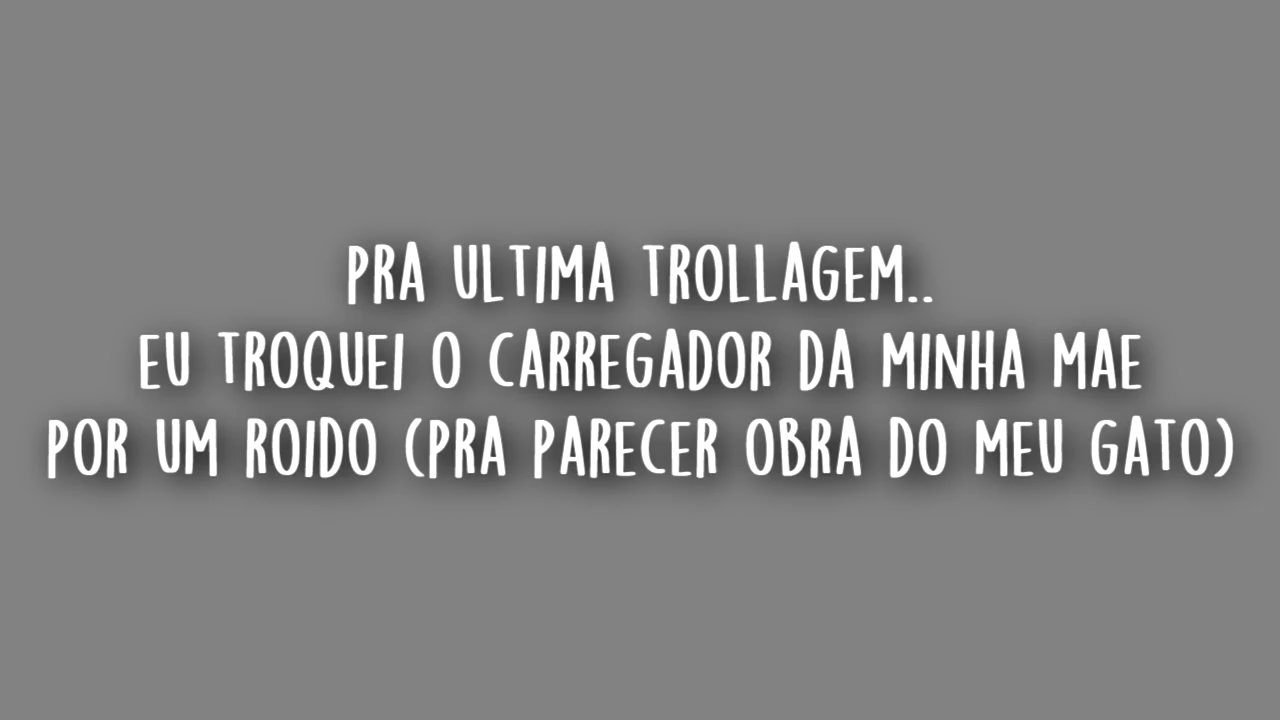 PRA ULTIMA TROLLAGEM..
EU TROQUEI O CARREGADOR DA MINHA MAE
POR UM ROIDO (PRA PARECER OBRA DO MEU GATO)